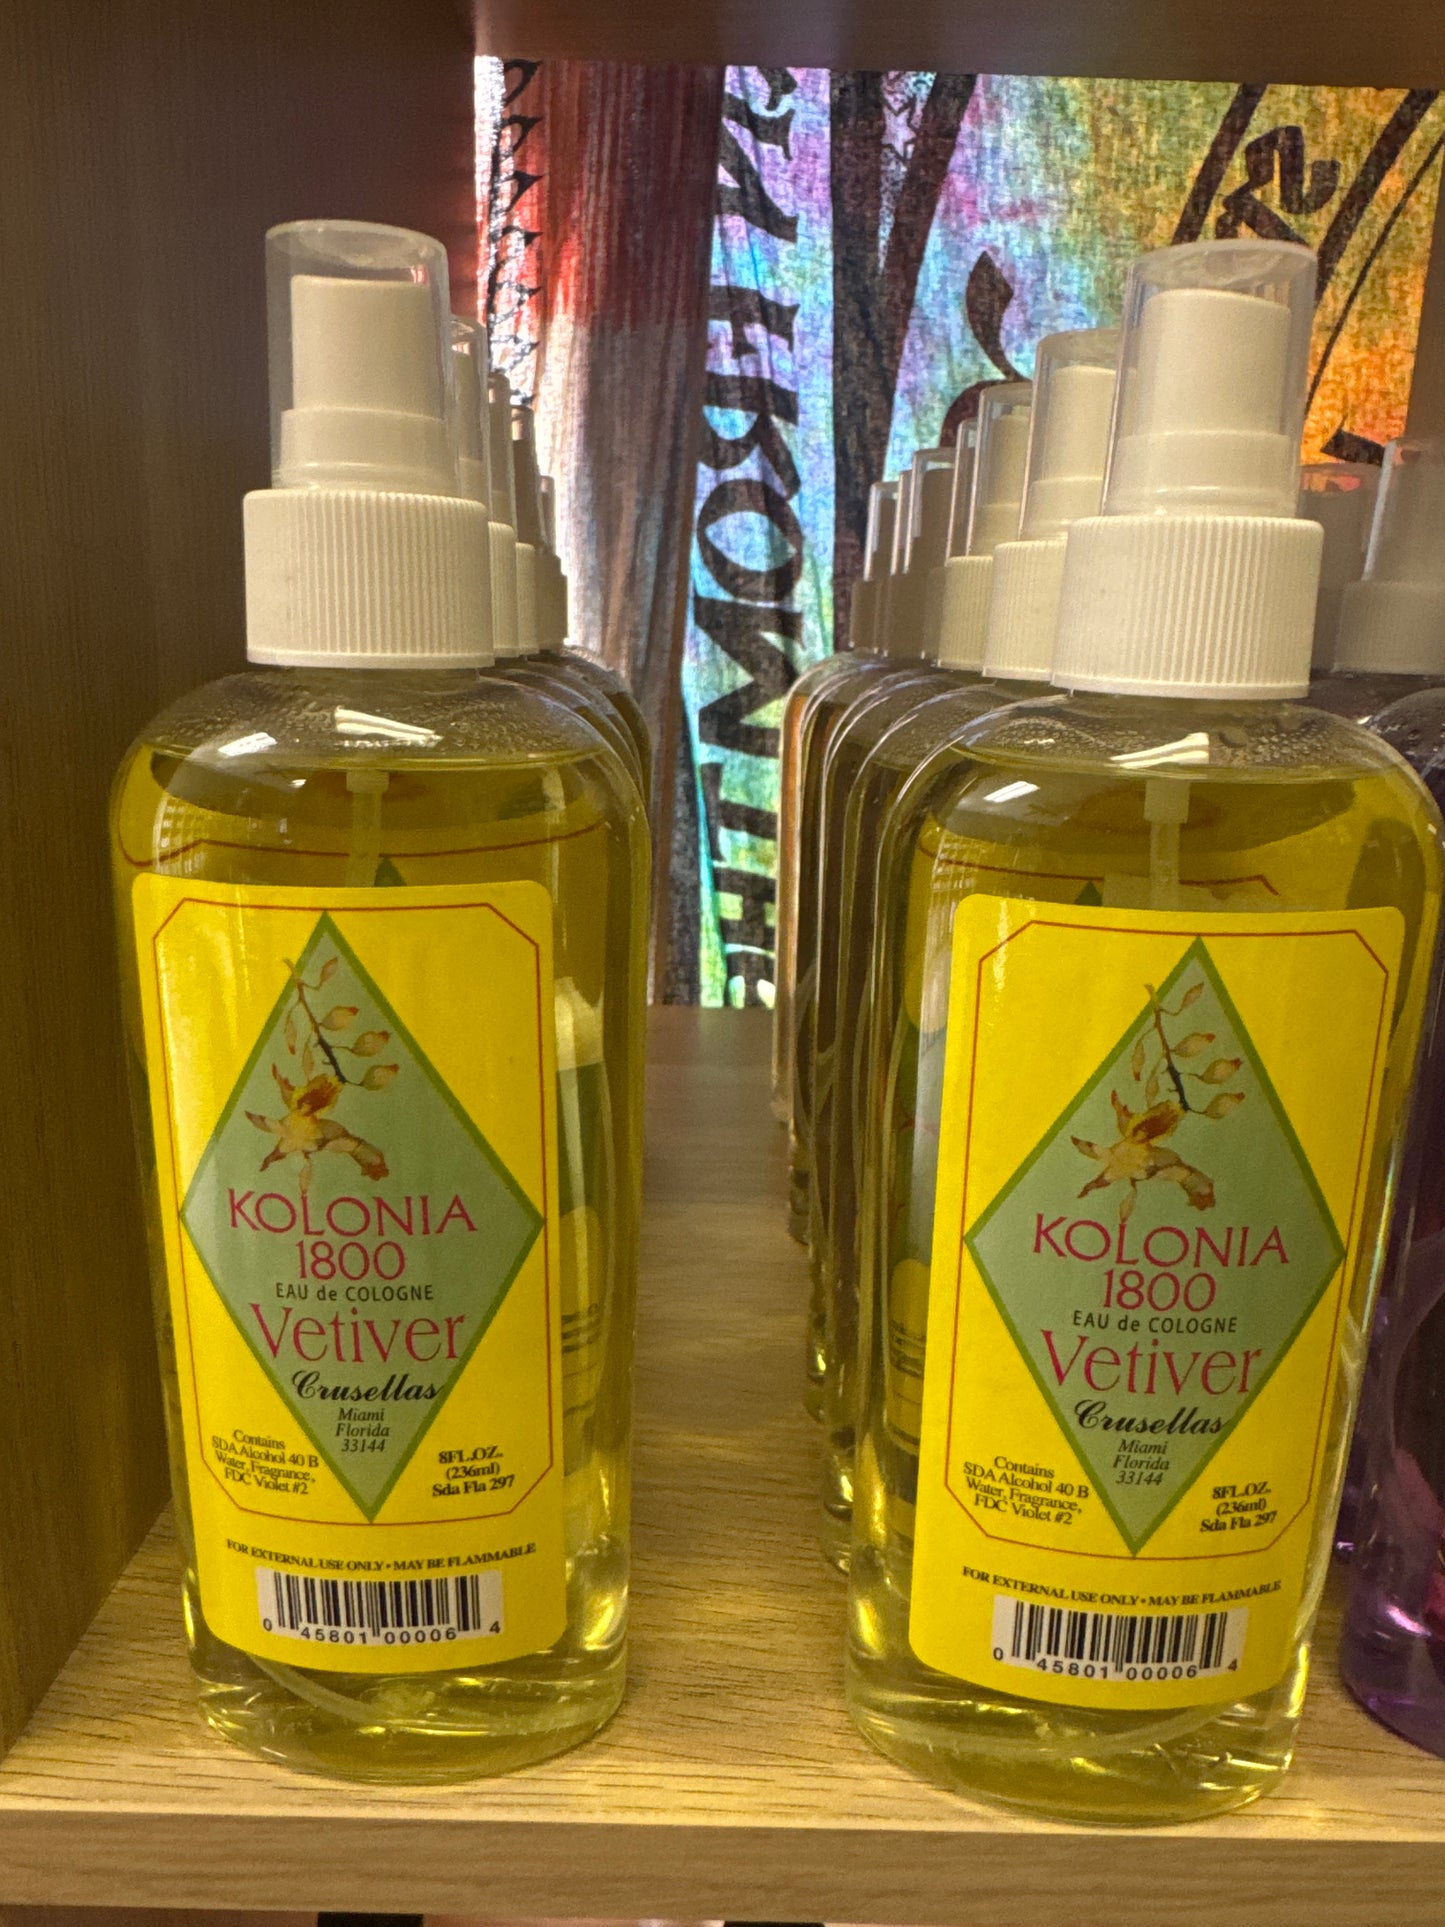 KOLONIA
1800
EAU de COLOGNE
Vetiver
Crusellas
Miami
Florida
33144
Contains
SDA Alcohol 40 B
Water, Fragrance,
FDC Violet #2
8FL.OZ.
(236ml)
Sda Fla 297
FOR EXTERNAL USE ONLY • MAY BE FLAMMABLE
0 45801 00006 4
KOLONIA
1800
EAU de COLOGNE
Vetiver
Crusellas
Miami
Florida
33144
Contains
SDA Alcohol 40 B
Water, Fragrance,
FDC Violet #2
8FL.OZ.
(236ml)
Sda Fla 297
FOR EXTERNAL USE ONLY • MAY BE FLAMMABLE
0 45801 00006 4